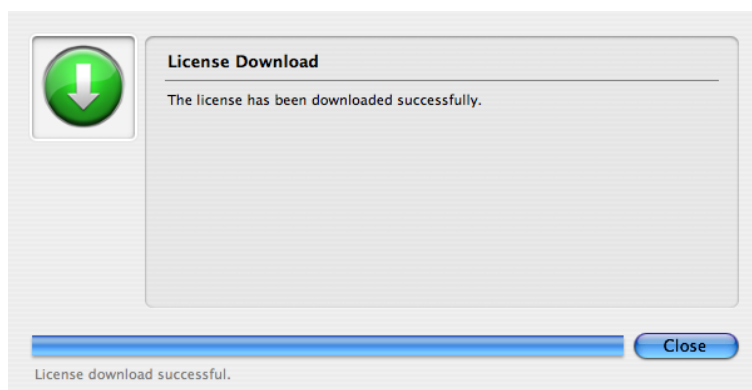 License Download
The license has been downloaded successfully.
Close
License download successful.